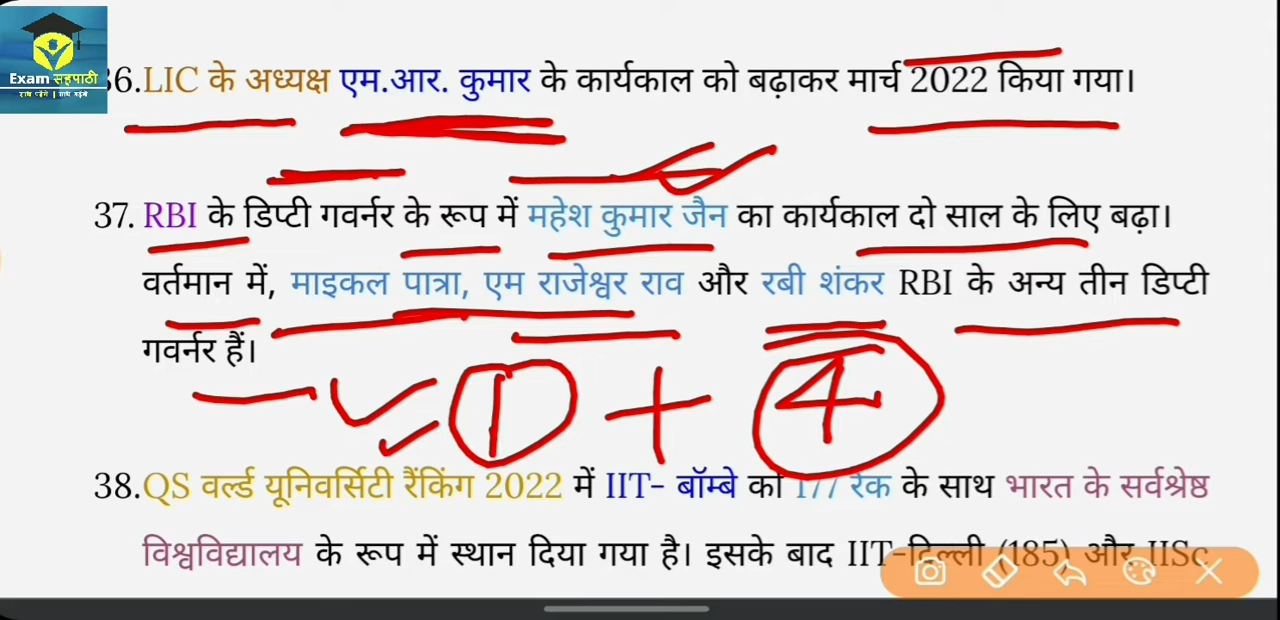 Exam सहपाठी
साथ पढ़ेंगे | साथ बढ़ेंगे
36.LIC के अध्यक्ष एम.आर. कुमार के कार्यकाल को बढ़ाकर मार्च 2022 किया गया।
37. RBI के डिप्टी गवर्नर के रूप में महेश कुमार जैन का कार्यकाल दो साल के लिए बढ़ा।
वर्तमान में, माइकल पात्रा, एम राजेश्वर राव और रबी शंकर RBI के अन्य तीन डिप्टी
गवर्नर हैं।
1 + 4
38.QS वर्ल्ड यूनिवर्सिटी रैंकिंग 2022 में IIT- बॉम्बे को 177 रैंक के साथ भारत के सर्वश्रेष्ठ
विश्वविद्यालय के रूप में स्थान दिया गया है। इसके बाद IIT-दिल्ली (185) और IISc